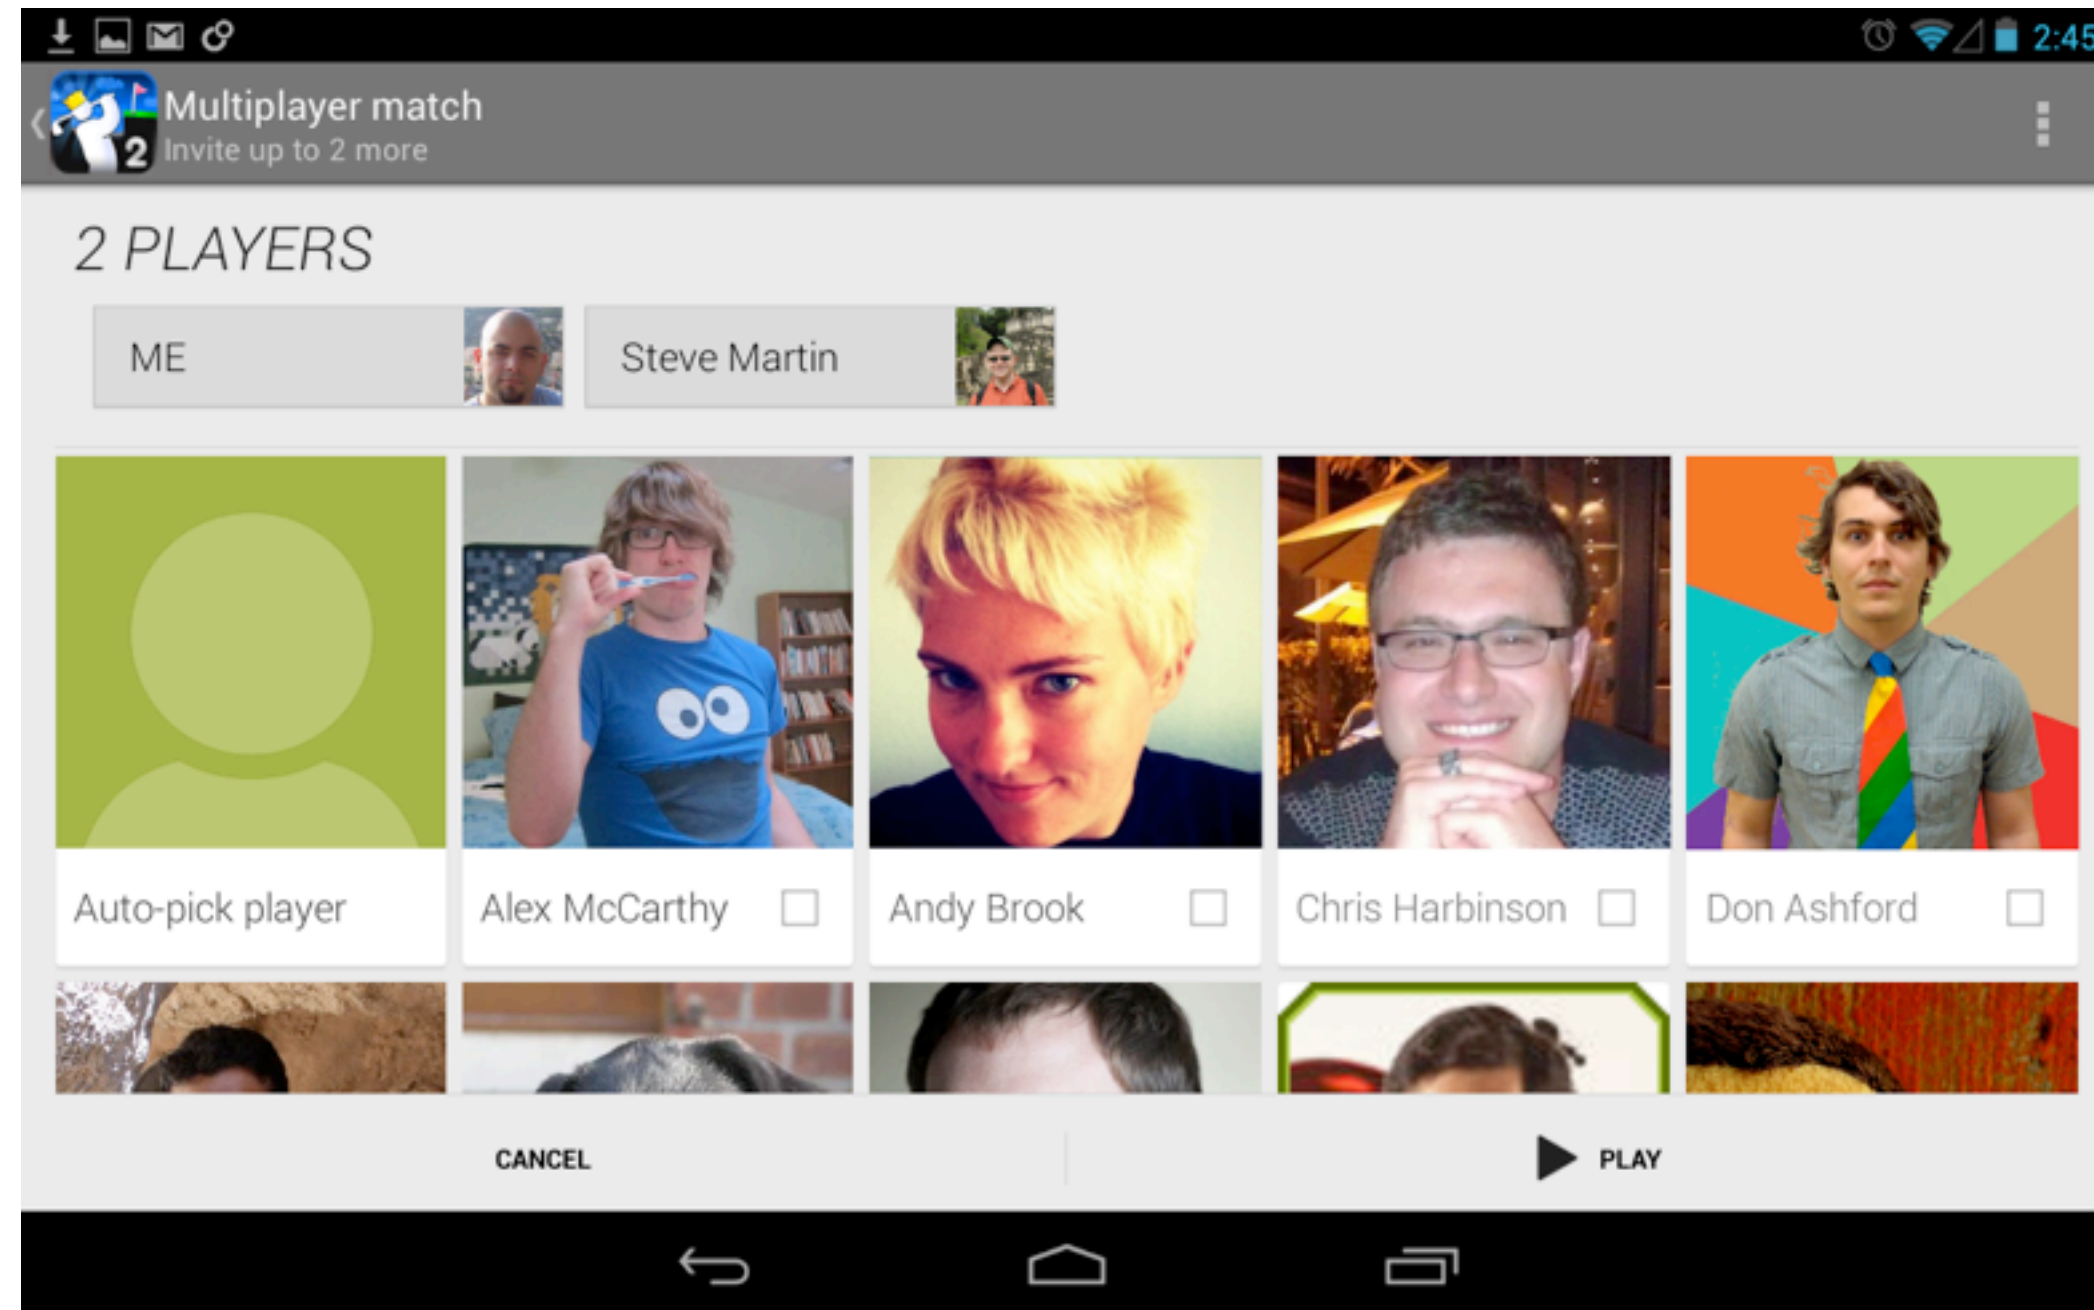 2:45
Multiplayer match
2
Invite up to 2 more
2 PLAYERS
ME
Steve Martin
Auto-pick player
Alex McCarthy
Andy Brook
Chris Harbinson
Don Ashford
CANCEL
PLAY